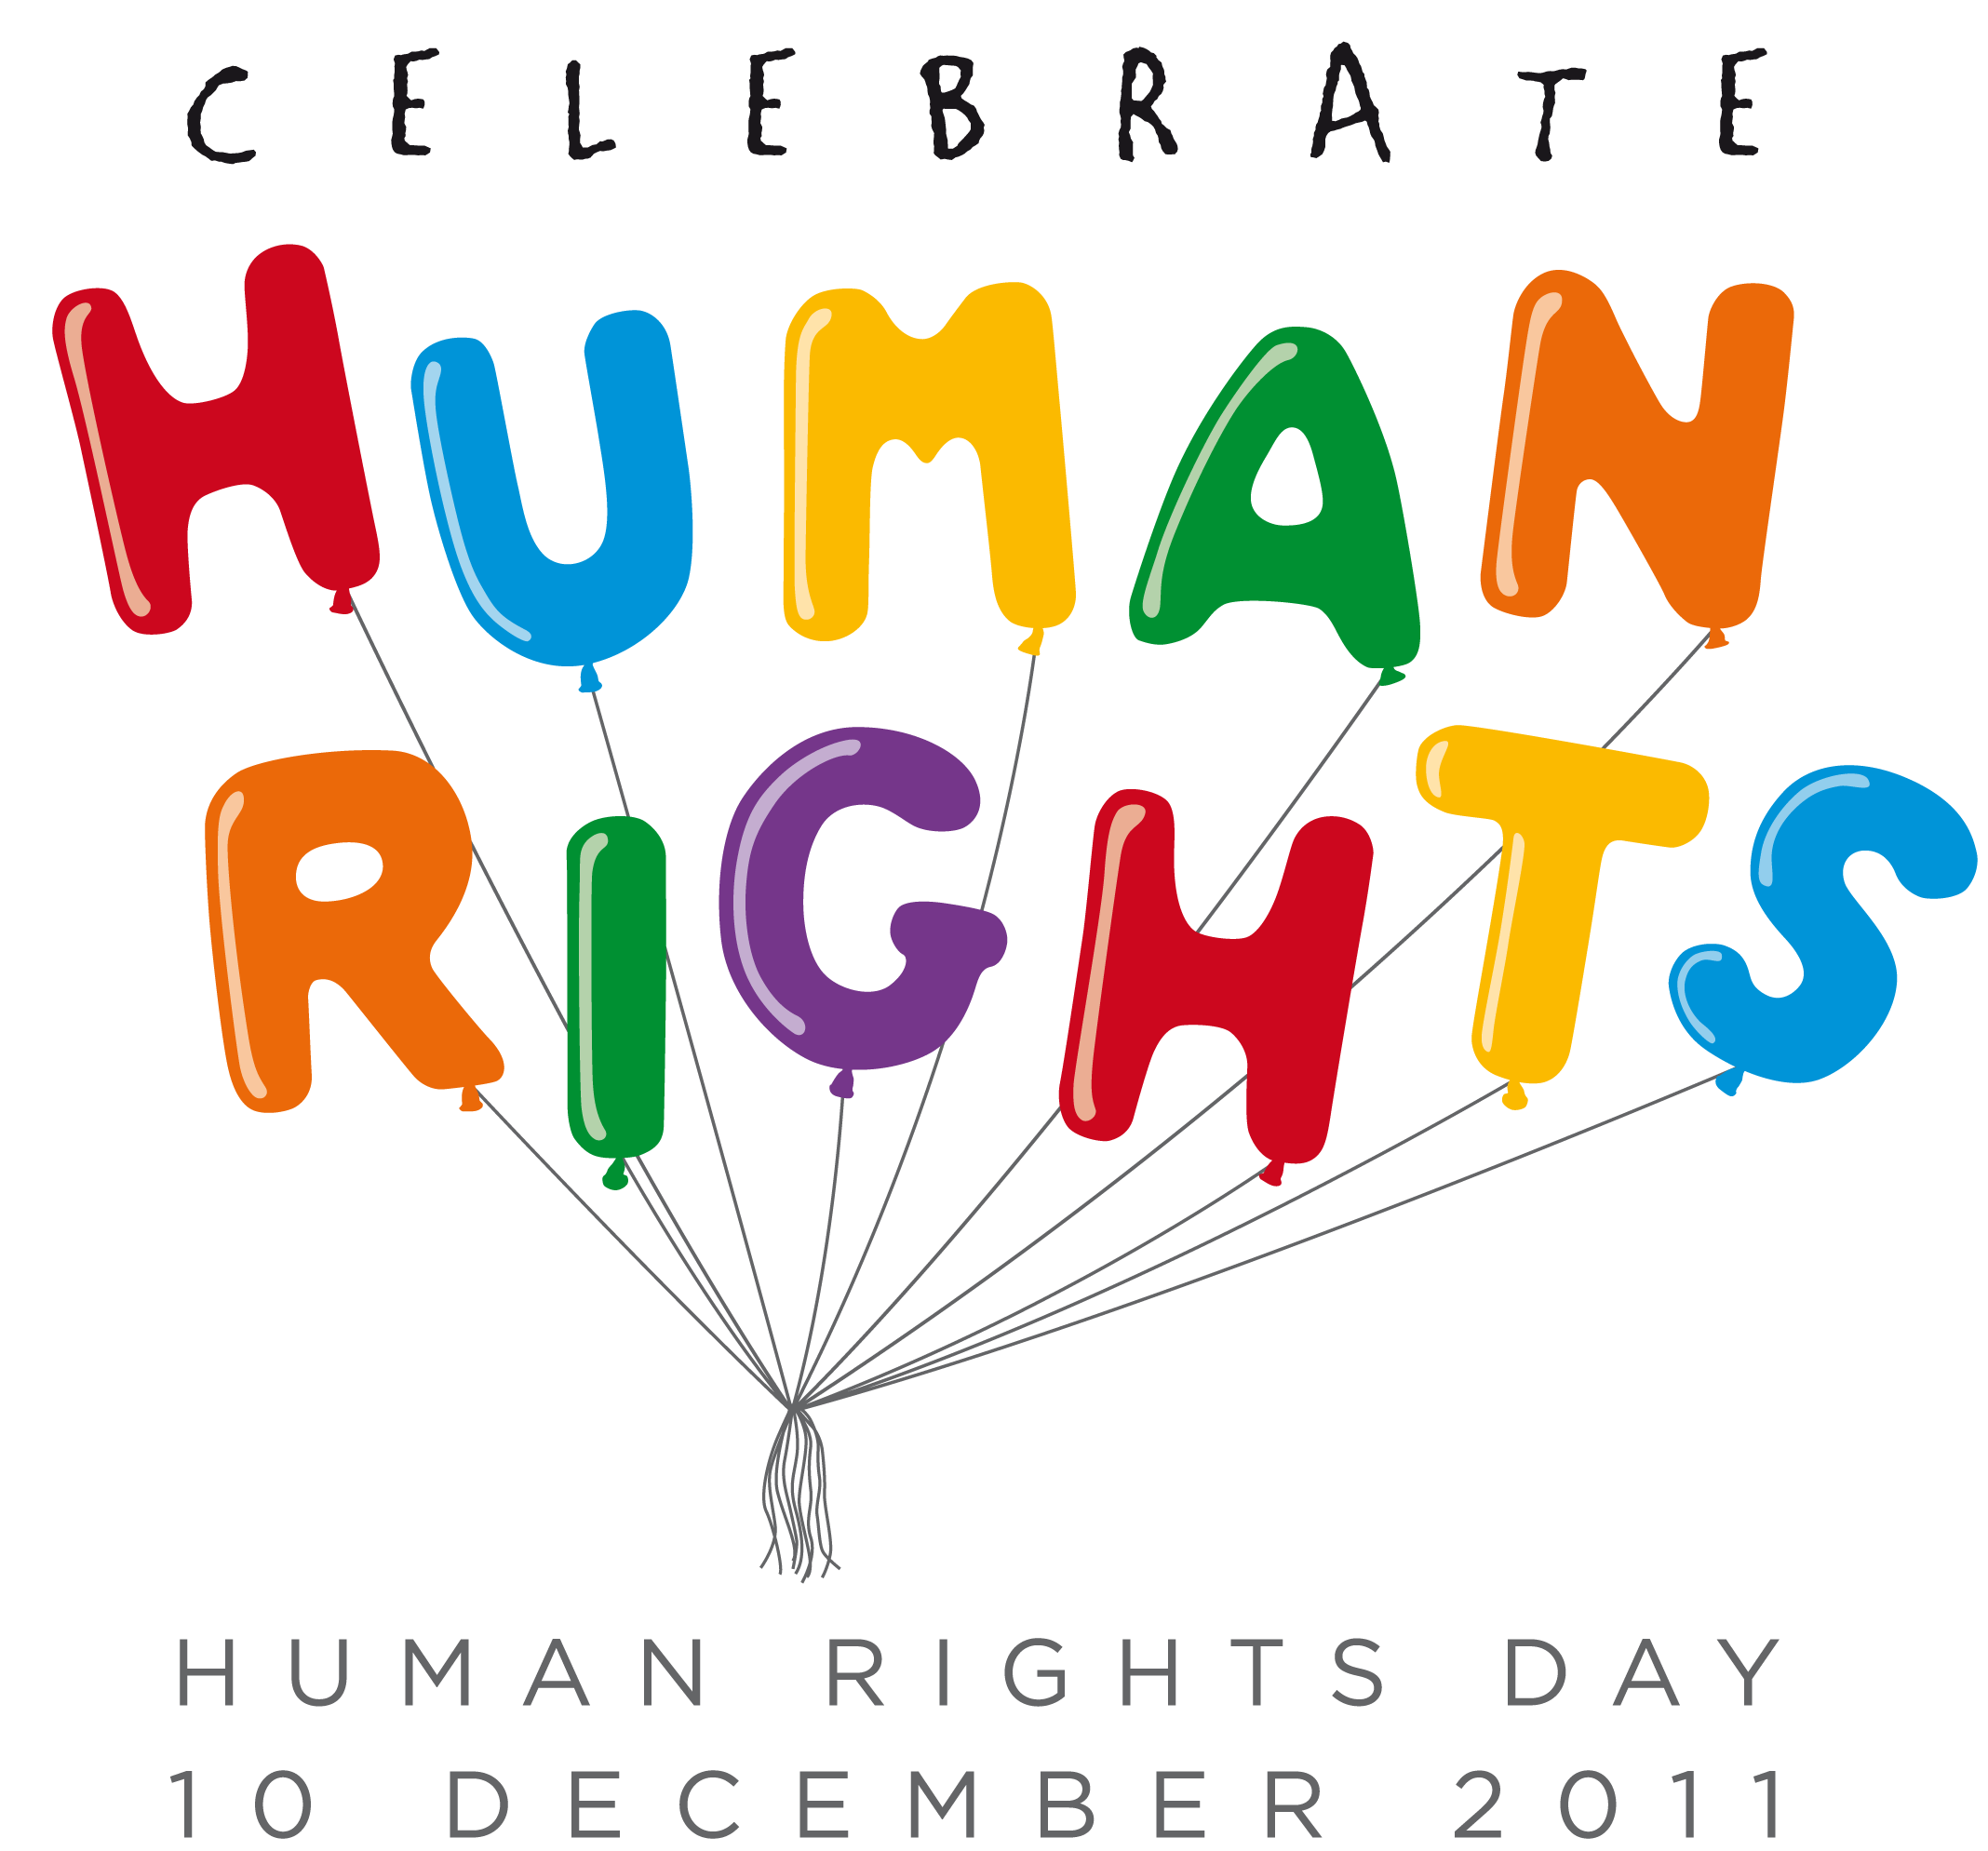 CELEBRATE
HUMAN
RIGHTS
HUMAN RIGHTS DAY
10 DECEMBER 2011